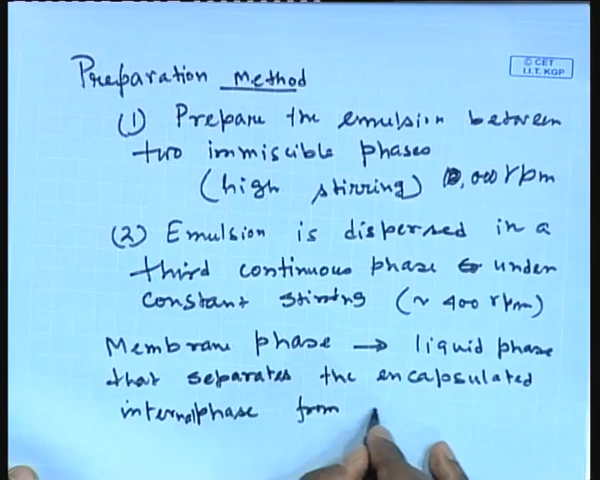 Preparation Method
© CET
I.I.T. KGP
(1) Prepare the emulsion between
two immiscible phases
(high stirring) 10,000 rpm
(2) Emulsion is dispersed in a
third continuous phase under
constant stirring (~ 400 rpm)
Membrane phase → liquid phase
that separates the encapsulated
internal phase from